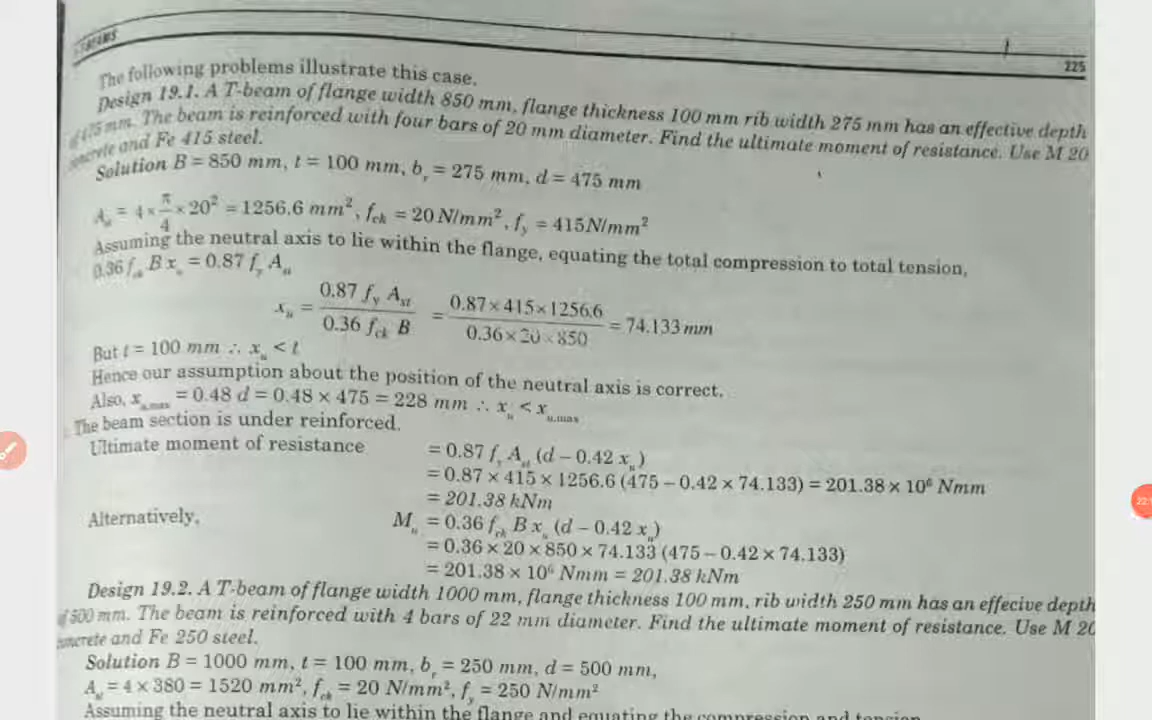 T-BEAMS
225
The following problems illustrate this case.
Design 19.1. A T-beam of flange width 850 mm, flange thickness 100 mm rib width 275 mm has an effective depth
of 475 mm. The beam is reinforced with four bars of 20 mm diameter. Find the ultimate moment of resistance. Use M 20
concrete and Fe 415 steel.
Solution B = 850 mm, t = 100 mm, b_r = 275 mm, d = 475 mm
A_st = 4 × π/4 × 20² = 1256.6 mm², f_ck = 20 N/mm², f_y = 415N/mm²
Assuming the neutral axis to lie within the flange, equating the total compression to total tension,
0.36 f_ck B x_u = 0.87 f_y A_st
x_u = 0.87 f_y A_st / 0.36 f_ck B = 0.87×415×1256.6 / 0.36×20×850 = 74.133 mm
But t = 100 mm ∴ x_u < t
Hence our assumption about the position of the neutral axis is correct.
Also, x_u.max = 0.48 d = 0.48 × 475 = 228 mm ∴ x_u < x_u.max
The beam section is under reinforced.
Ultimate moment of resistance = 0.87 f_y A_st (d – 0.42 x_u)
= 0.87 × 415 × 1256.6 (475 – 0.42 × 74.133) = 201.38 × 10⁶ Nmm
= 201.38 kNm
Alternatively, M_u = 0.36 f_ck B x_u (d – 0.42 x_u)
= 0.36 × 20 × 850 × 74.133 (475 – 0.42 × 74.133)
= 201.38 × 10⁶ Nmm = 201.38 kNm
Design 19.2. A T-beam of flange width 1000 mm, flange thickness 100 mm, rib width 250 mm has an effecive depth
of 500 mm. The beam is reinforced with 4 bars of 22 mm diameter. Find the ultimate moment of resistance. Use M 20
concrete and Fe 250 steel.
Solution B = 1000 mm, t = 100 mm, b_r = 250 mm, d = 500 mm,
A_st = 4 × 380 = 1520 mm², f_ck = 20 N/mm², f_y = 250 N/mm²
Assuming the neutral axis to lie within the flange and equating the compression and tension